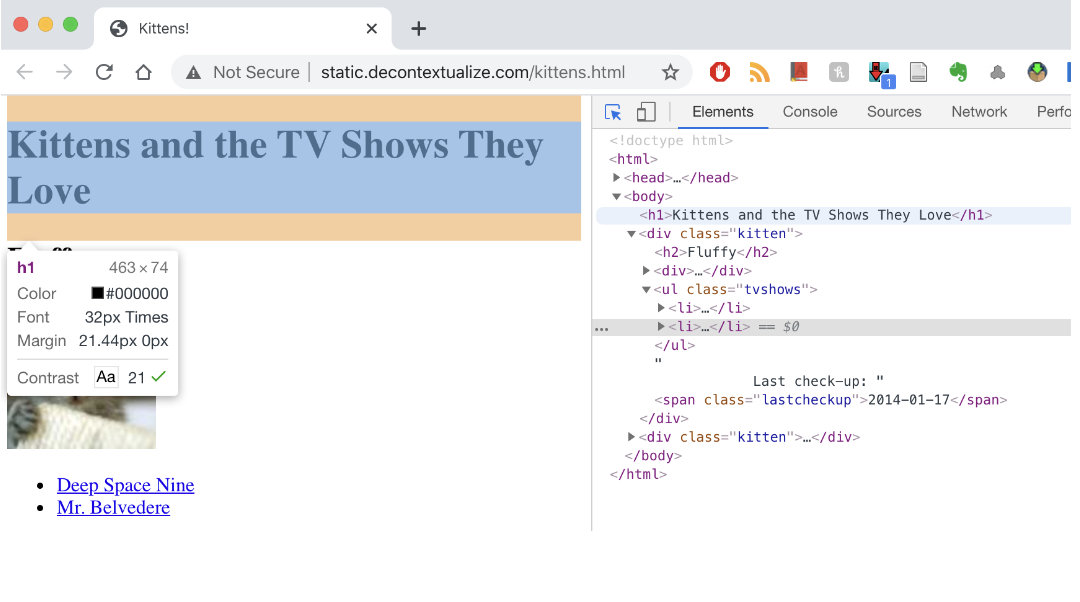 Kittens!
Not Secure | static.decontextualize.com/kittens.html
1
Kittens and the TV Shows They
Love
h1 463 × 74
Color #000000
Font 32px Times
Margin 21.44px 0px
Contrast Aa 21
Deep Space Nine
Mr. Belvedere
Elements Console Sources Network Perfo
<!doctype html>
<html>
<head>…</head>
<body>
<h1>Kittens and the TV Shows They Love</h1>
<div class="kitten">
<h2>Fluffy</h2>
<div>…</div>
<ul class="tvshows">
<li>…</li>
... <li>…</li> == $0
</ul>
"
Last check-up: "
<span class="lastcheckup">2014-01-17</span>
</div>
<div class="kitten">…</div>
</body>
</html>